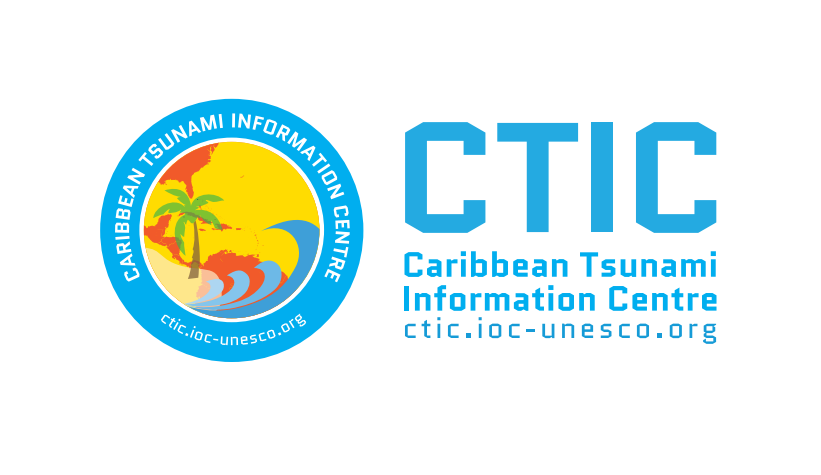 CARIBBEAN TSUNAMI INFORMATION CENTRE
ctic.ioc-unesco.org
CTIC
Caribbean Tsunami
Information Centre
ctic.ioc-unesco.org